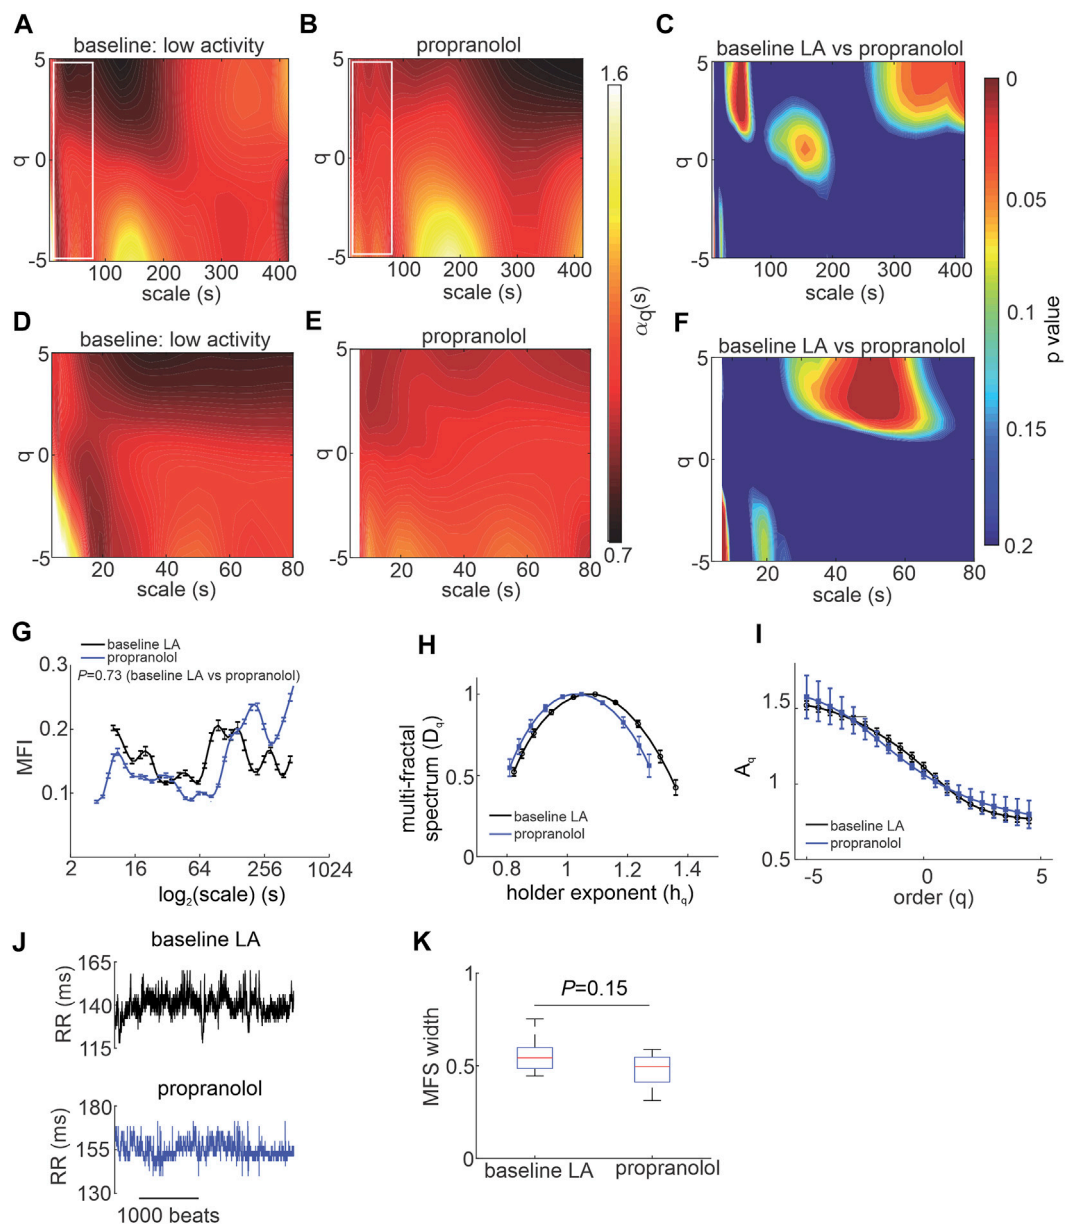 A
baseline: low activity
5
0
-5
q
100 200 300 400
scale (s)
B
propranolol
5
0
-5
q
100 200 300 400
scale (s)
1.6
αq(s)
0.7
C
baseline LA vs propranolol
5
0
-5
q
100 200 300 400
scale (s)
0
0.05
0.1
0.15
0.2
p value
D
baseline: low activity
5
0
-5
q
20 40 60 80
scale (s)
E
propranolol
5
0
-5
q
20 40 60 80
scale (s)
F
baseline LA vs propranolol
5
0
-5
q
20 40 60 80
scale (s)
G
baseline LA
propranolol
P=0.73 (baseline LA vs propranolol)
0.3
0.2
0.1
MFI
2 16 64 256 1024
log2(scale) (s)
H
1
0.5
0
multi-fractal
spectrum (Dq)
baseline LA
propranolol
0.8 1 1.2 1.4
holder exponent (hq)
I
1.5
1
0.5
Aq
baseline LA
propranolol
-5 0 5
order (q)
J
baseline LA
165
140
115
RR (ms)
propranolol
180
155
130
RR (ms)
1000 beats
K
1
0.5
0
MFS width
P=0.15
baseline LA propranolol